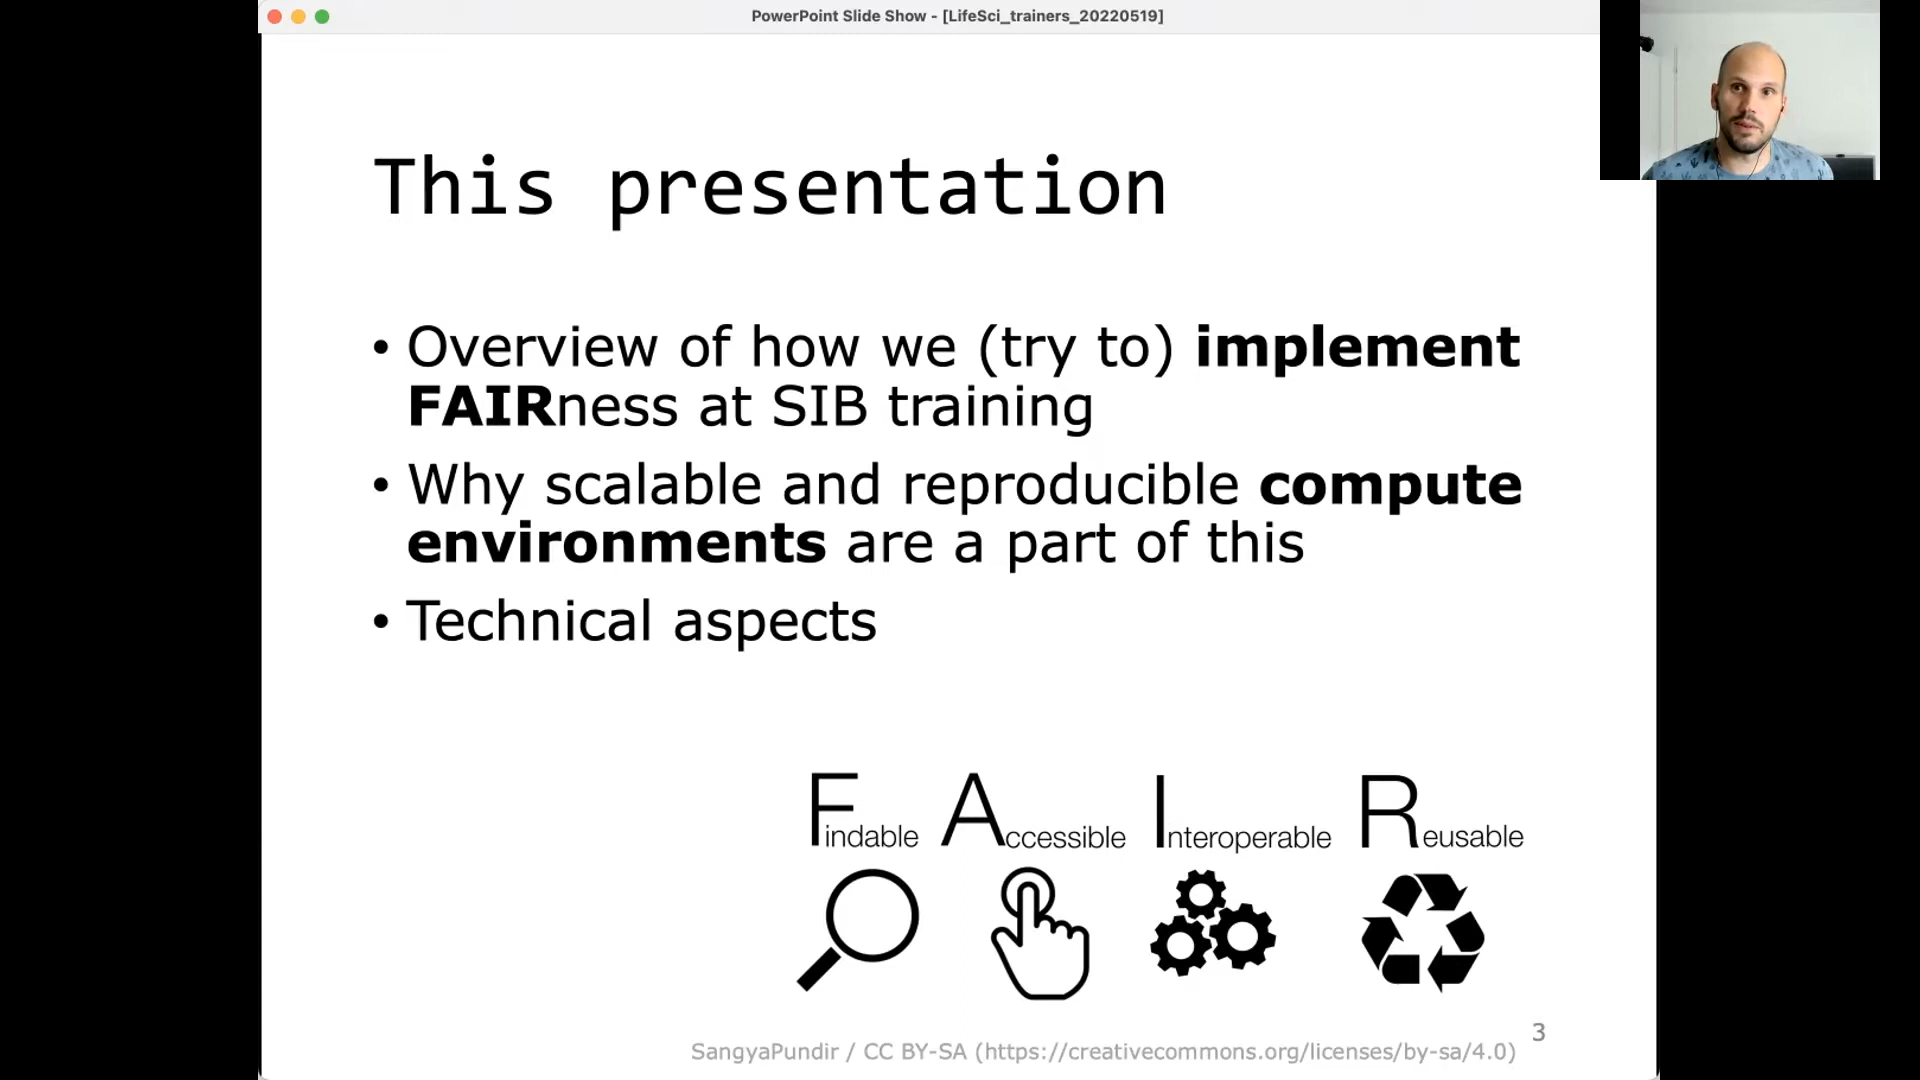 PowerPoint Slide Show - [LifeSci_trainers_20220519]
This presentation
• Overview of how we (try to) implement
FAIRness at SIB training
• Why scalable and reproducible compute
environments are a part of this
• Technical aspects
Findable Accessible Interoperable Reusable
3
SangyaPundir / CC BY-SA (https://creativecommons.org/licenses/by-sa/4.0)